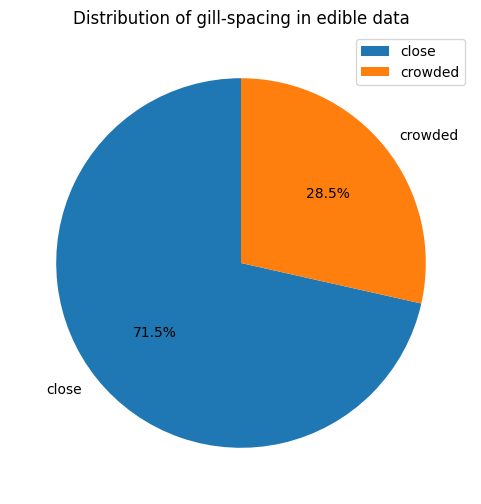 Distribution of gill-spacing in edible data
close
crowded
crowded
28.5%
71.5%
close